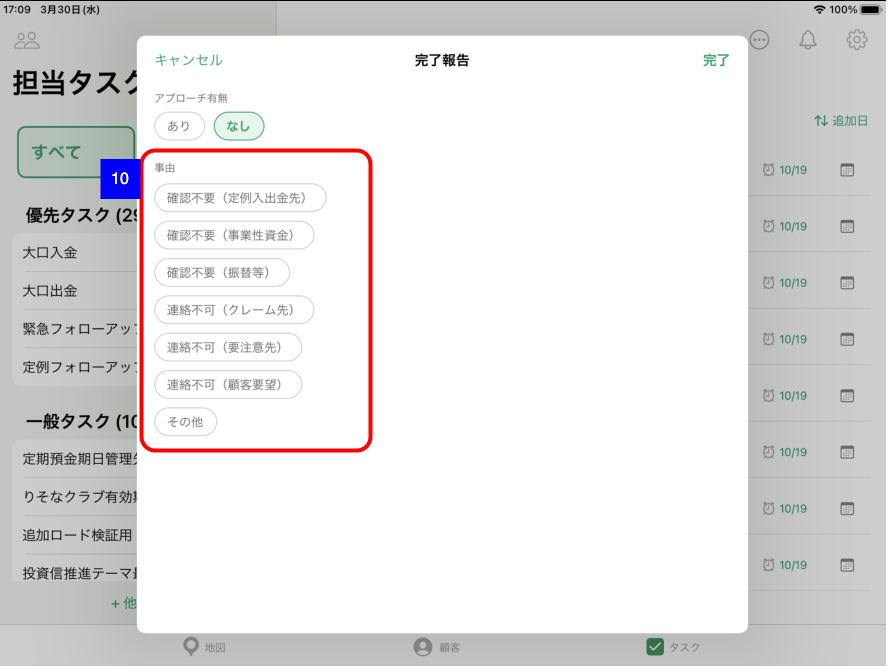 17:09 3月30日(水)
100%
キャンセル
完了報告
完了
担当タスク
アプローチ有無
あり
なし
追加日
すべて
10
事由
確認不要（定例入出金先）
確認不要（事業性資金）
確認不要（振替等）
連絡不可（クレーム先）
連絡不可（要注意先）
連絡不可（顧客要望）
その他
優先タスク (29
大口入金
大口出金
緊急フォローアップ
定例フォローアップ
一般タスク (10
定期預金期日管理先
りそなクラブ有効期
追加ロード検証用
投資信推進テーマ最
+ 他
10/19
10/19
10/19
10/19
10/19
10/19
10/19
10/19
地図
顧客
タスク